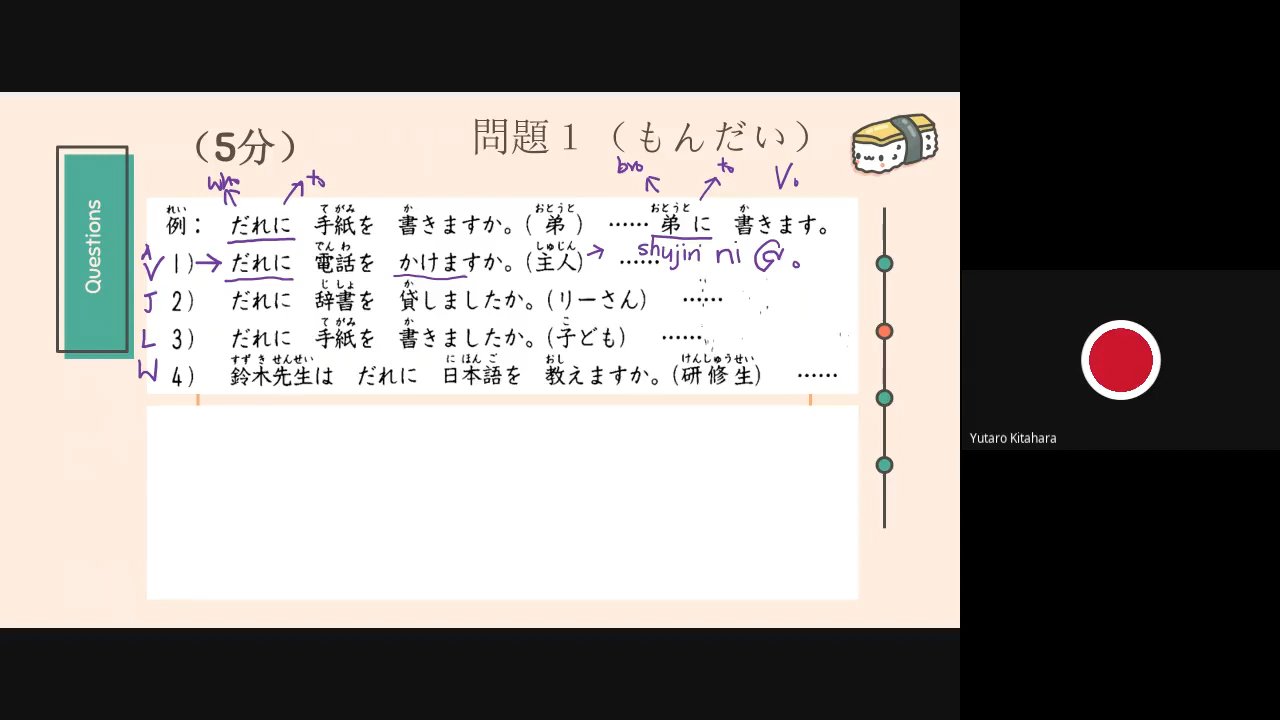 (5分)
問題1(もんだい)
Questions
who to bro to V.
例: だれに 手紙を 書きますか。(弟) ……弟に 書きます。
1) → だれに 電話を かけますか。(主人) → ……shujin ni
J 2) だれに 辞書を 貸しましたか。(リーさん) ……
L 3) だれに 手紙を 書きましたか。(子ども) ……
W 4) 鈴木先生は だれに 日本語を 教えますか。(研修生) ……
Yutaro Kitahara